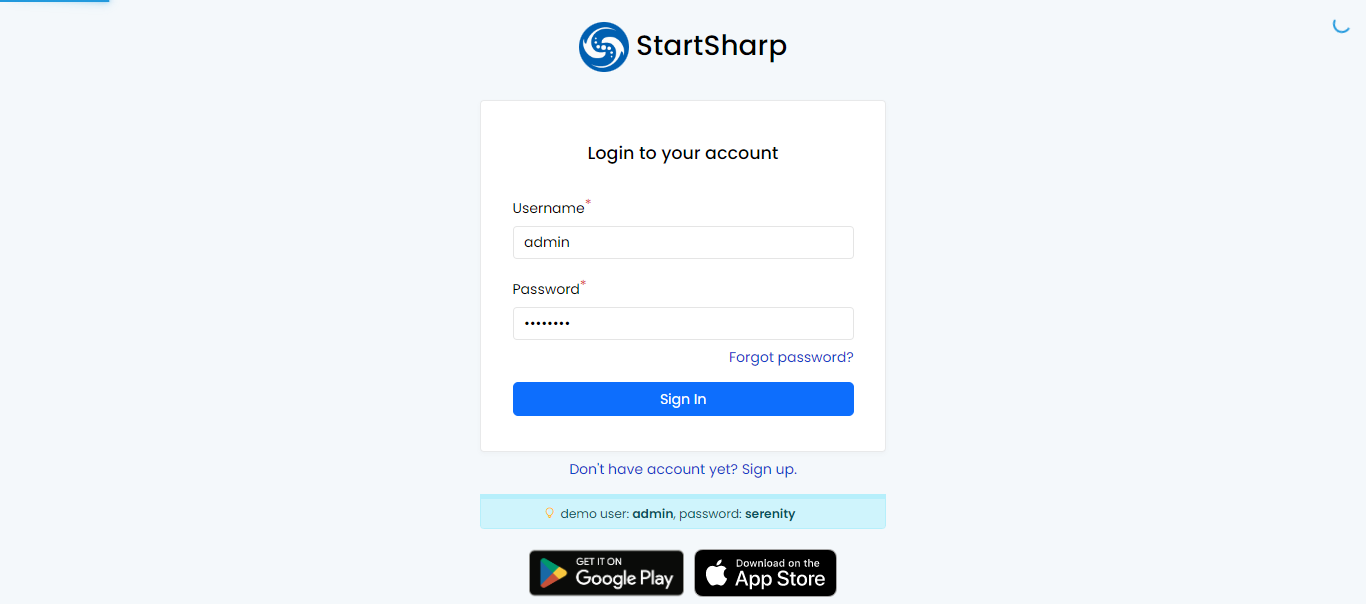 StartSharp
Login to your account
Username*
admin
Password*
••••••••
Forgot password?
Sign In
Don't have account yet? Sign up.
demo user: admin, password: serenity
GET IT ON
Google Play
Download on the
App Store